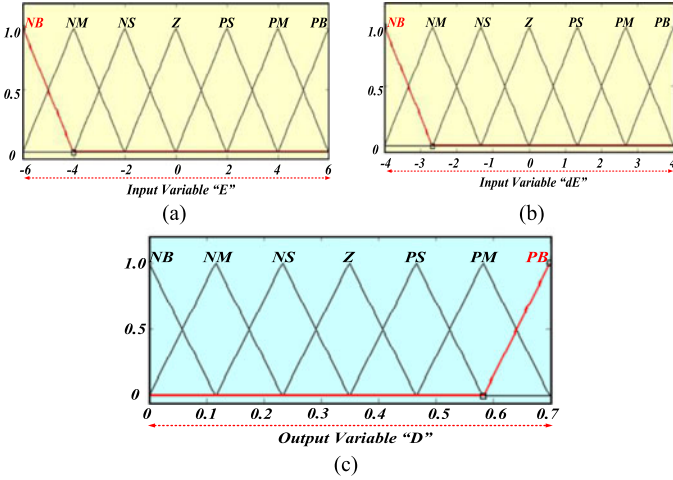 NB NM NS Z PS PM PB
1.0
0.5
0
-6 -4 -2 0 2 4 6
Input Variable “E”
(a)
NB NM NS Z PS PM PB
1.0
0.5
0
-4 -3 -2 -1 0 1 2 3 4
Input Variable “dE”
(b)
NB NM NS Z PS PM PB
1.0
0.5
0
0 0.1 0.2 0.3 0.4 0.5 0.6 0.7
Output Variable “D”
(c)